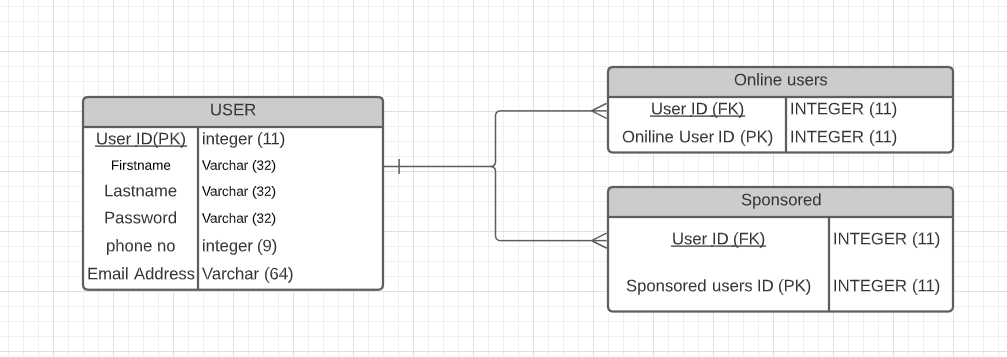 USER
User ID(PK) integer (11)
Firstname Varchar (32)
Lastname Varchar (32)
Password Varchar (32)
phone no integer (9)
Email Address Varchar (64)
Online users
User ID (FK) INTEGER (11)
Oniline User ID (PK) INTEGER (11)
Sponsored
User ID (FK) INTEGER (11)
Sponsored users ID (PK) INTEGER (11)